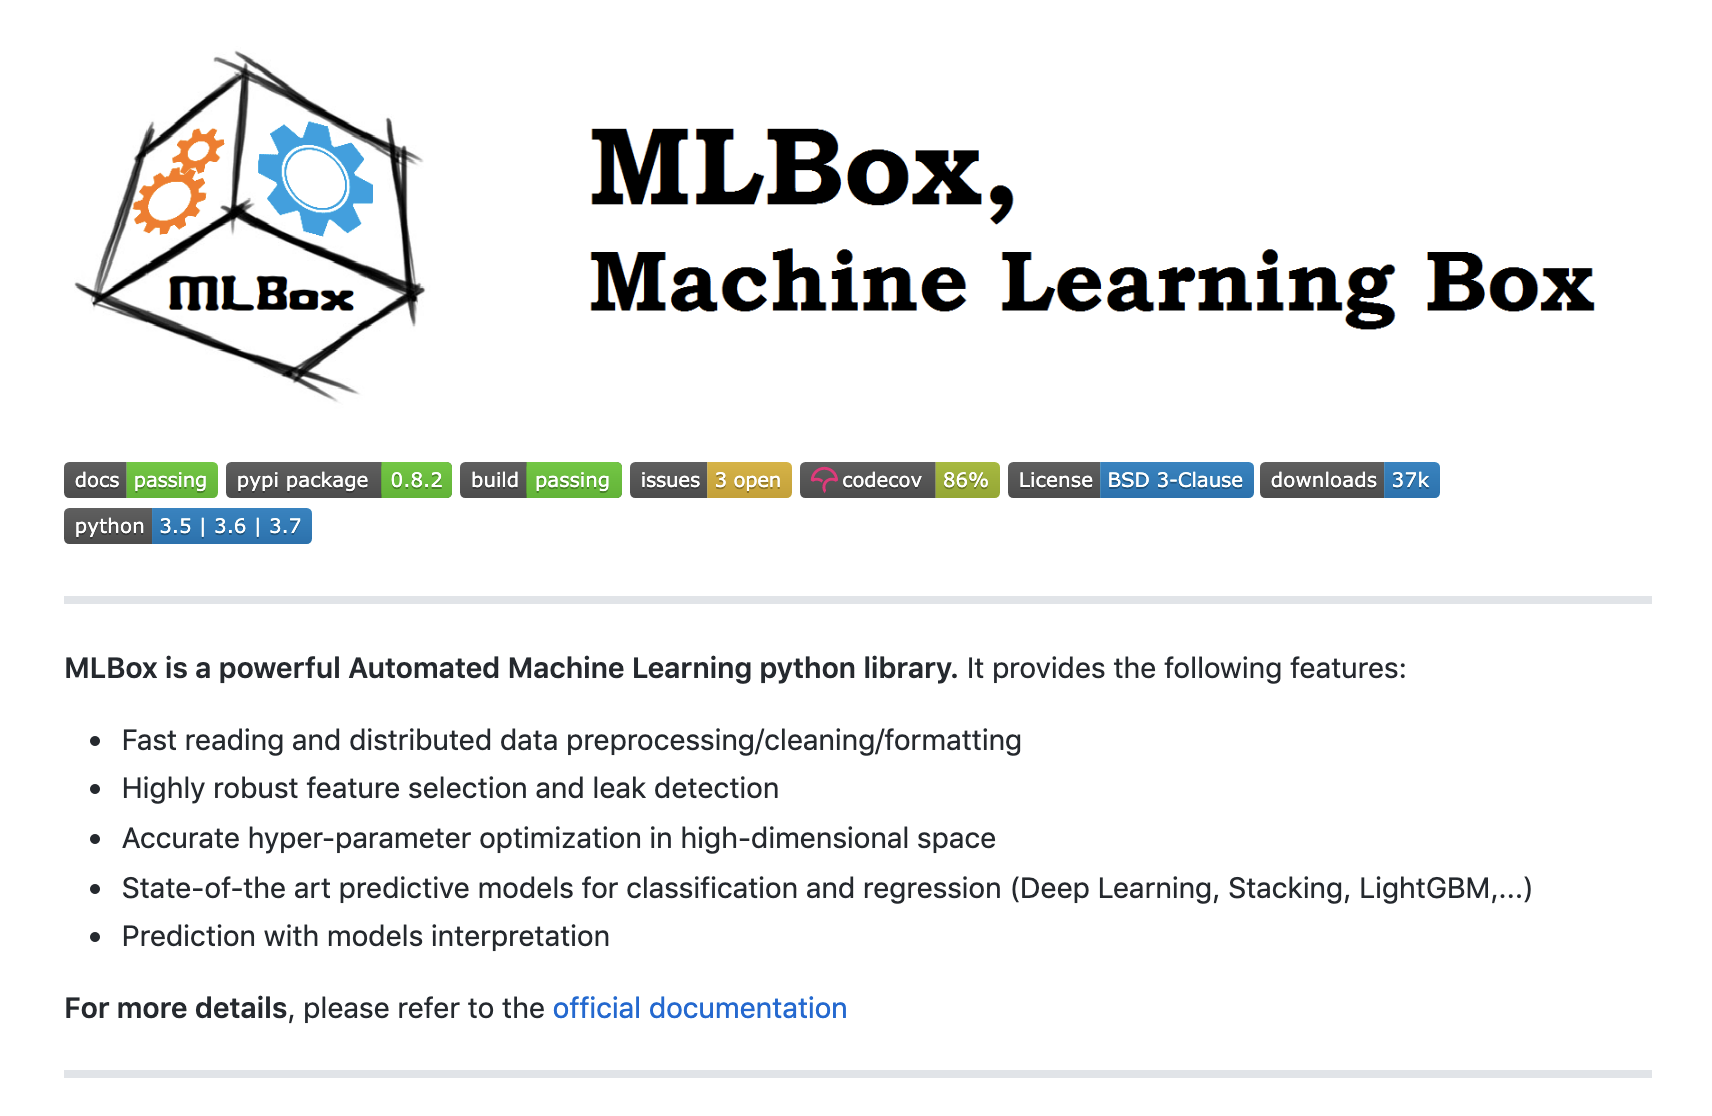 MLBox
MLBox,
Machine Learning Box
docs passing pypi package 0.8.2 build passing issues 3 open codecov 86% License BSD 3-Clause downloads 37k
python 3.5 | 3.6 | 3.7
MLBox is a powerful Automated Machine Learning python library. It provides the following features:
• Fast reading and distributed data preprocessing/cleaning/formatting
• Highly robust feature selection and leak detection
• Accurate hyper-parameter optimization in high-dimensional space
• State-of-the art predictive models for classification and regression (Deep Learning, Stacking, LightGBM,...)
• Prediction with models interpretation
For more details, please refer to the official documentation